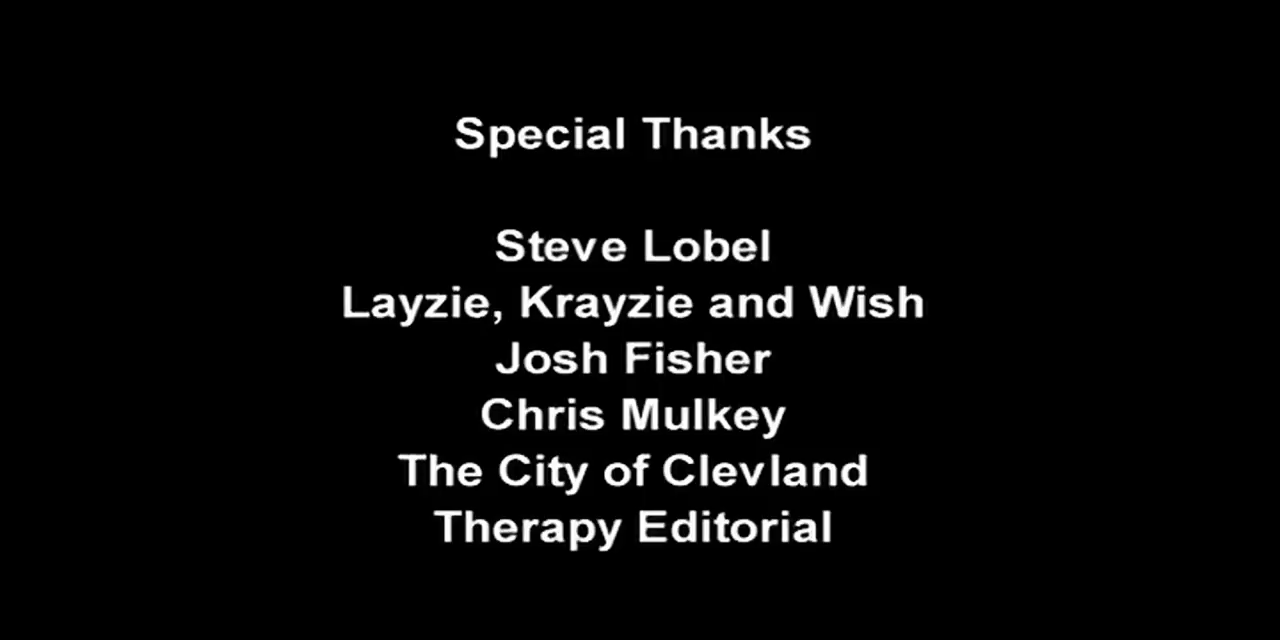 Special Thanks
Steve Lobel
Layzie, Krayzie and Wish
Josh Fisher
Chris Mulkey
The City of Clevland
Therapy Editorial